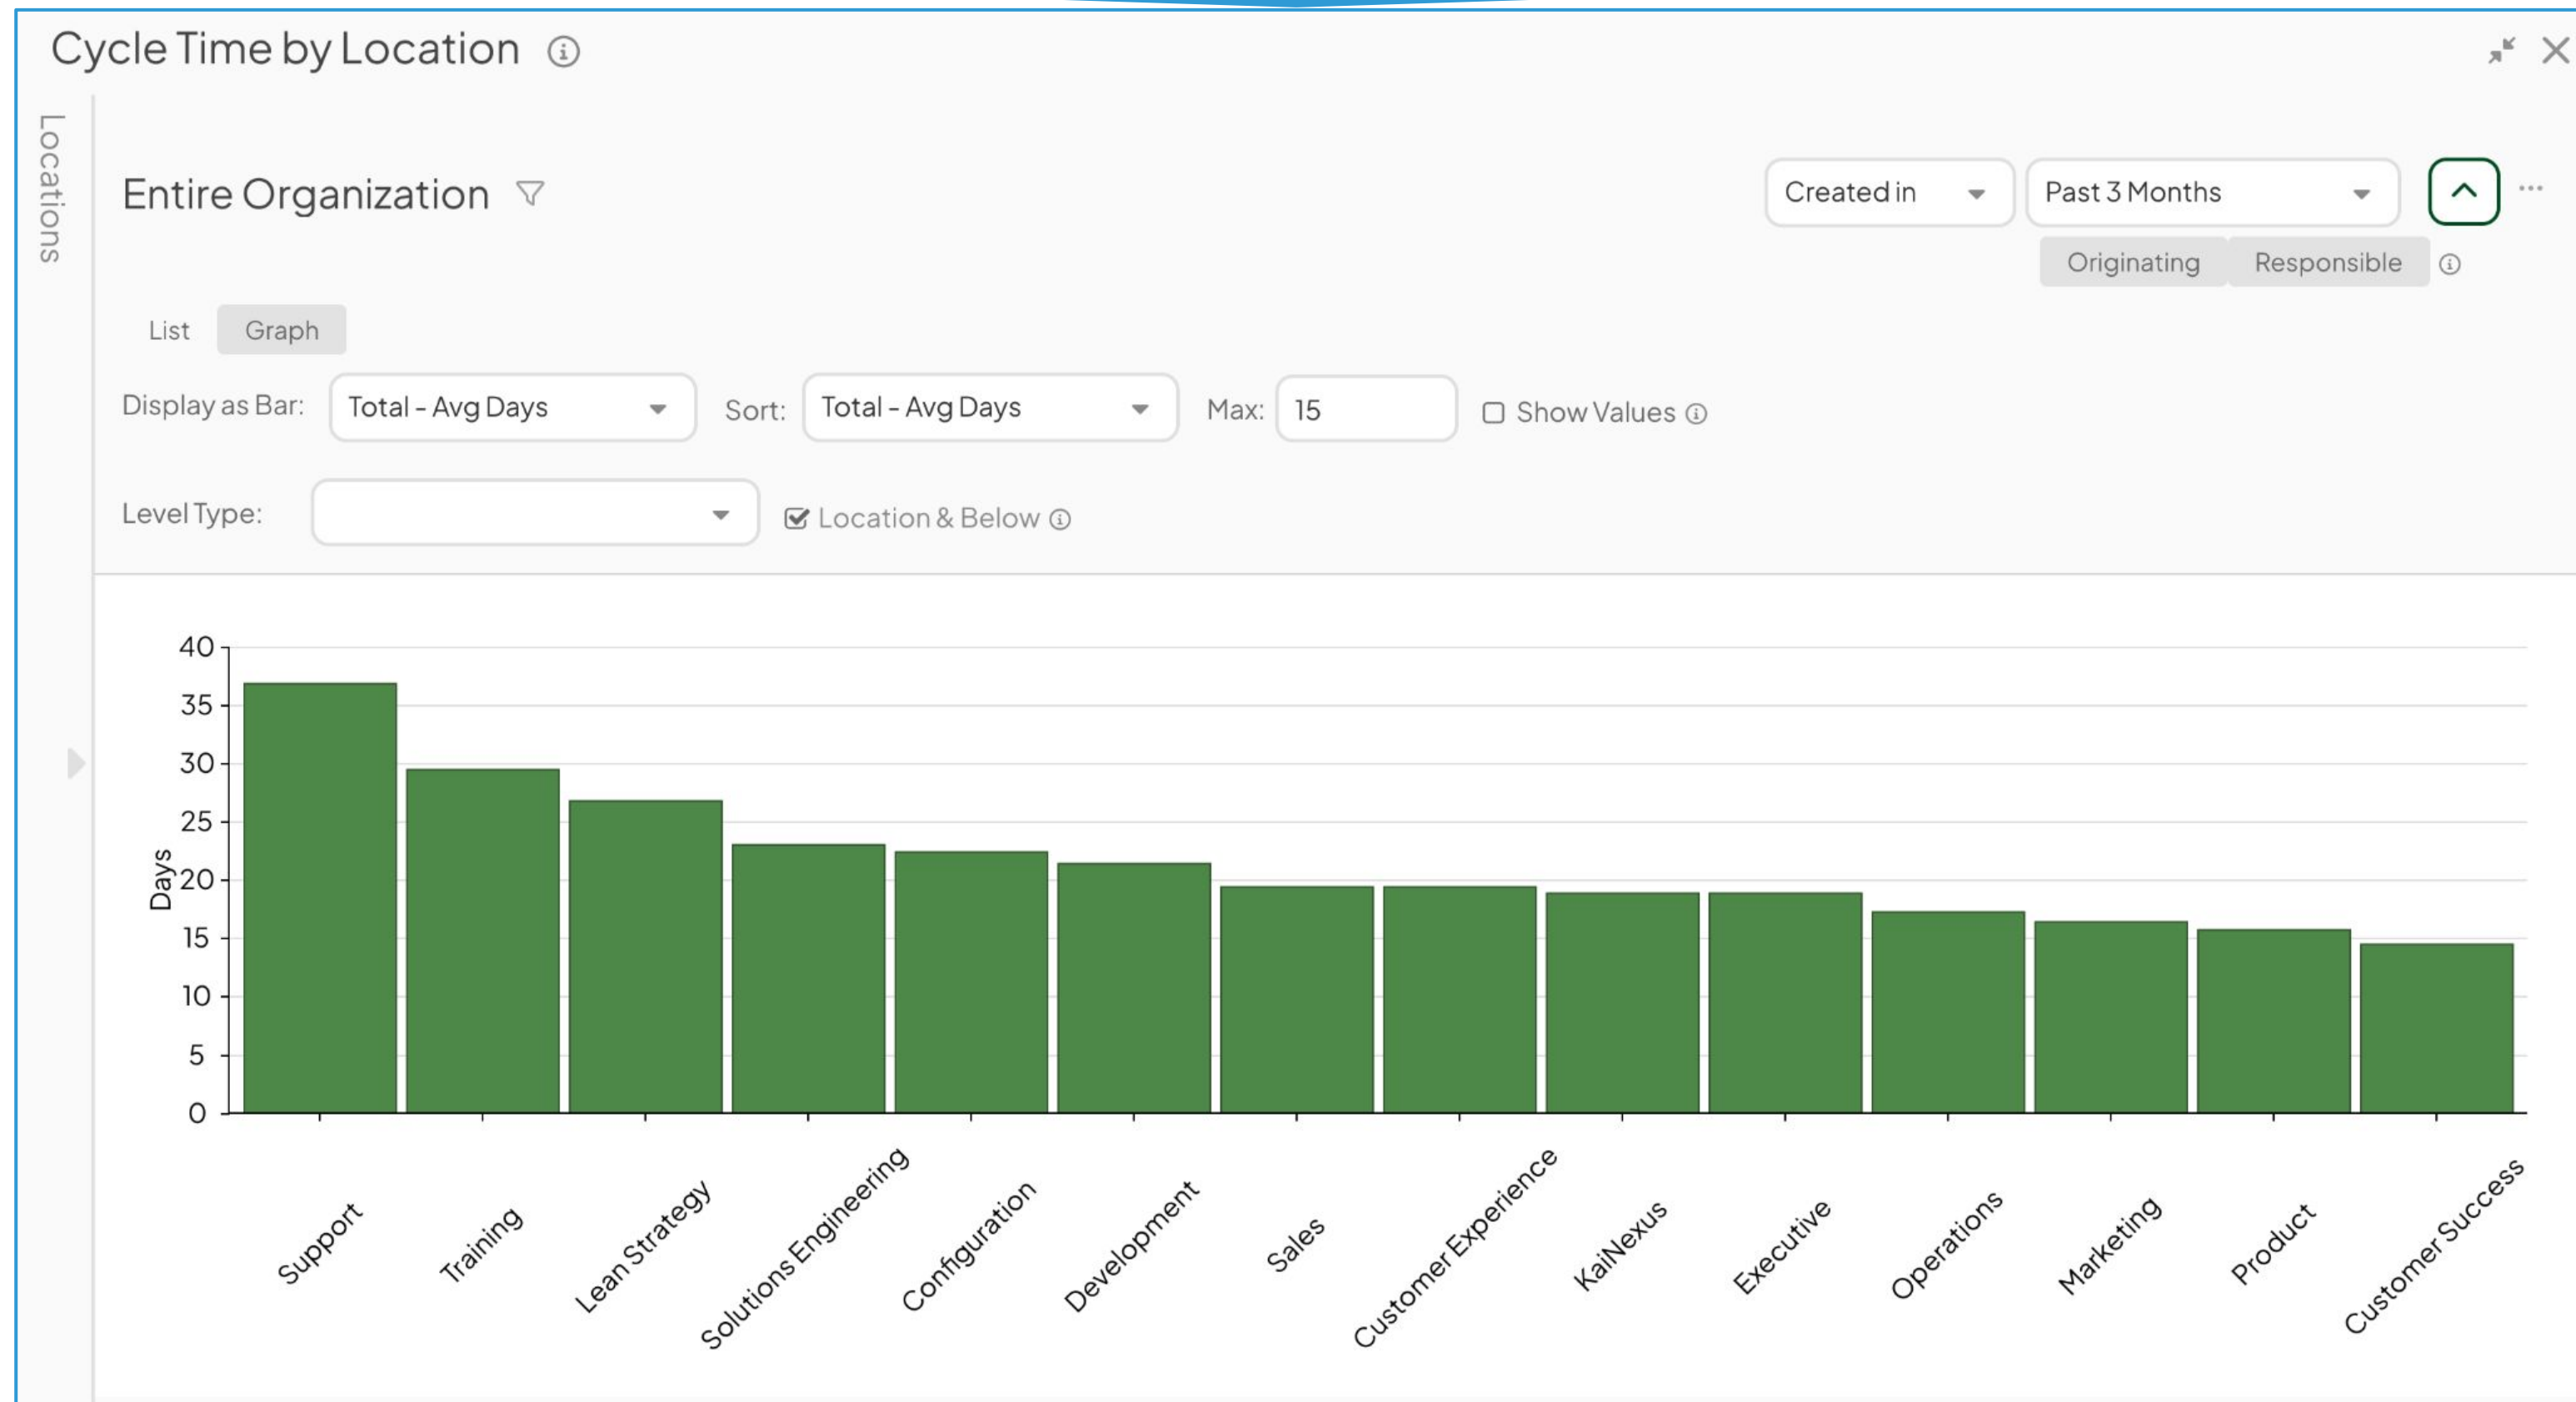 Cycle Time by Location
Locations
Entire Organization
Created in
Past 3 Months
Originating
Responsible
List
Graph
Display as Bar:
Total - Avg Days
Sort:
Total - Avg Days
Max:
15
Show Values
Level Type:
Location & Below
40
35
30
25
20
15
10
5
0
Days
Support
Training
Lean Strategy
Solutions Engineering
Configuration
Development
Sales
Customer Experience
KaiNexus
Executive
Operations
Marketing
Product
Customer Success